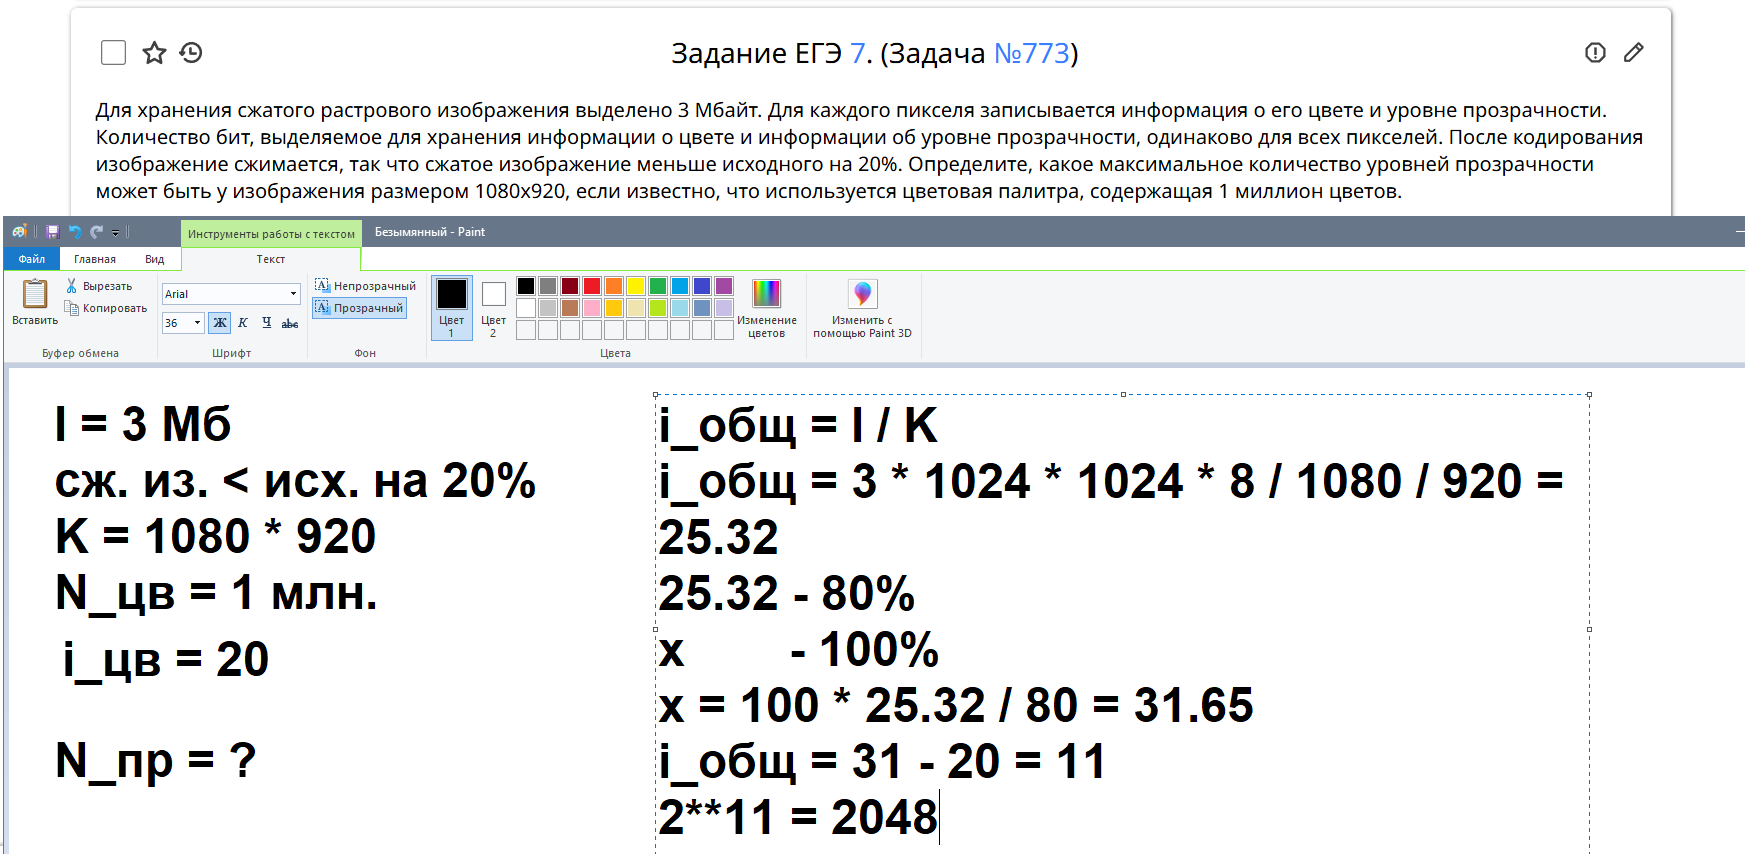 Задание ЕГЭ 7. (Задача №773)
Для хранения сжатого растрового изображения выделено 3 Мбайт. Для каждого пикселя записывается информация о его цвете и уровне прозрачности.
Количество бит, выделяемое для хранения информации о цвете и информации об уровне прозрачности, одинаково для всех пикселей. После кодирования
изображение сжимается, так что сжатое изображение меньше исходного на 20%. Определите, какое максимальное количество уровней прозрачности
может быть у изображения размером 1080x920, если известно, что используется цветовая палитра, содержащая 1 миллион цветов.
Инструменты работы с текстом
Безымянный - Paint
Файл
Главная
Вид
Текст
Вставить
Вырезать
Копировать
Буфер обмена
Arial
36
Ж К Ч abc
Шрифт
Непрозрачный
Прозрачный
Фон
Цвет
1
Цвет
2
Изменение
цветов
Цвета
Изменить с
помощью Paint 3D
I = 3 Мб
сж. из. < исх. на 20%
K = 1080 * 920
N_цв = 1 млн.
i_цв = 20
N_пр = ?
i_общ = I / K
i_общ = 3 * 1024 * 1024 * 8 / 1080 / 920 =
25.32
25.32 - 80%
x - 100%
x = 100 * 25.32 / 80 = 31.65
i_общ = 31 - 20 = 11
2**11 = 2048